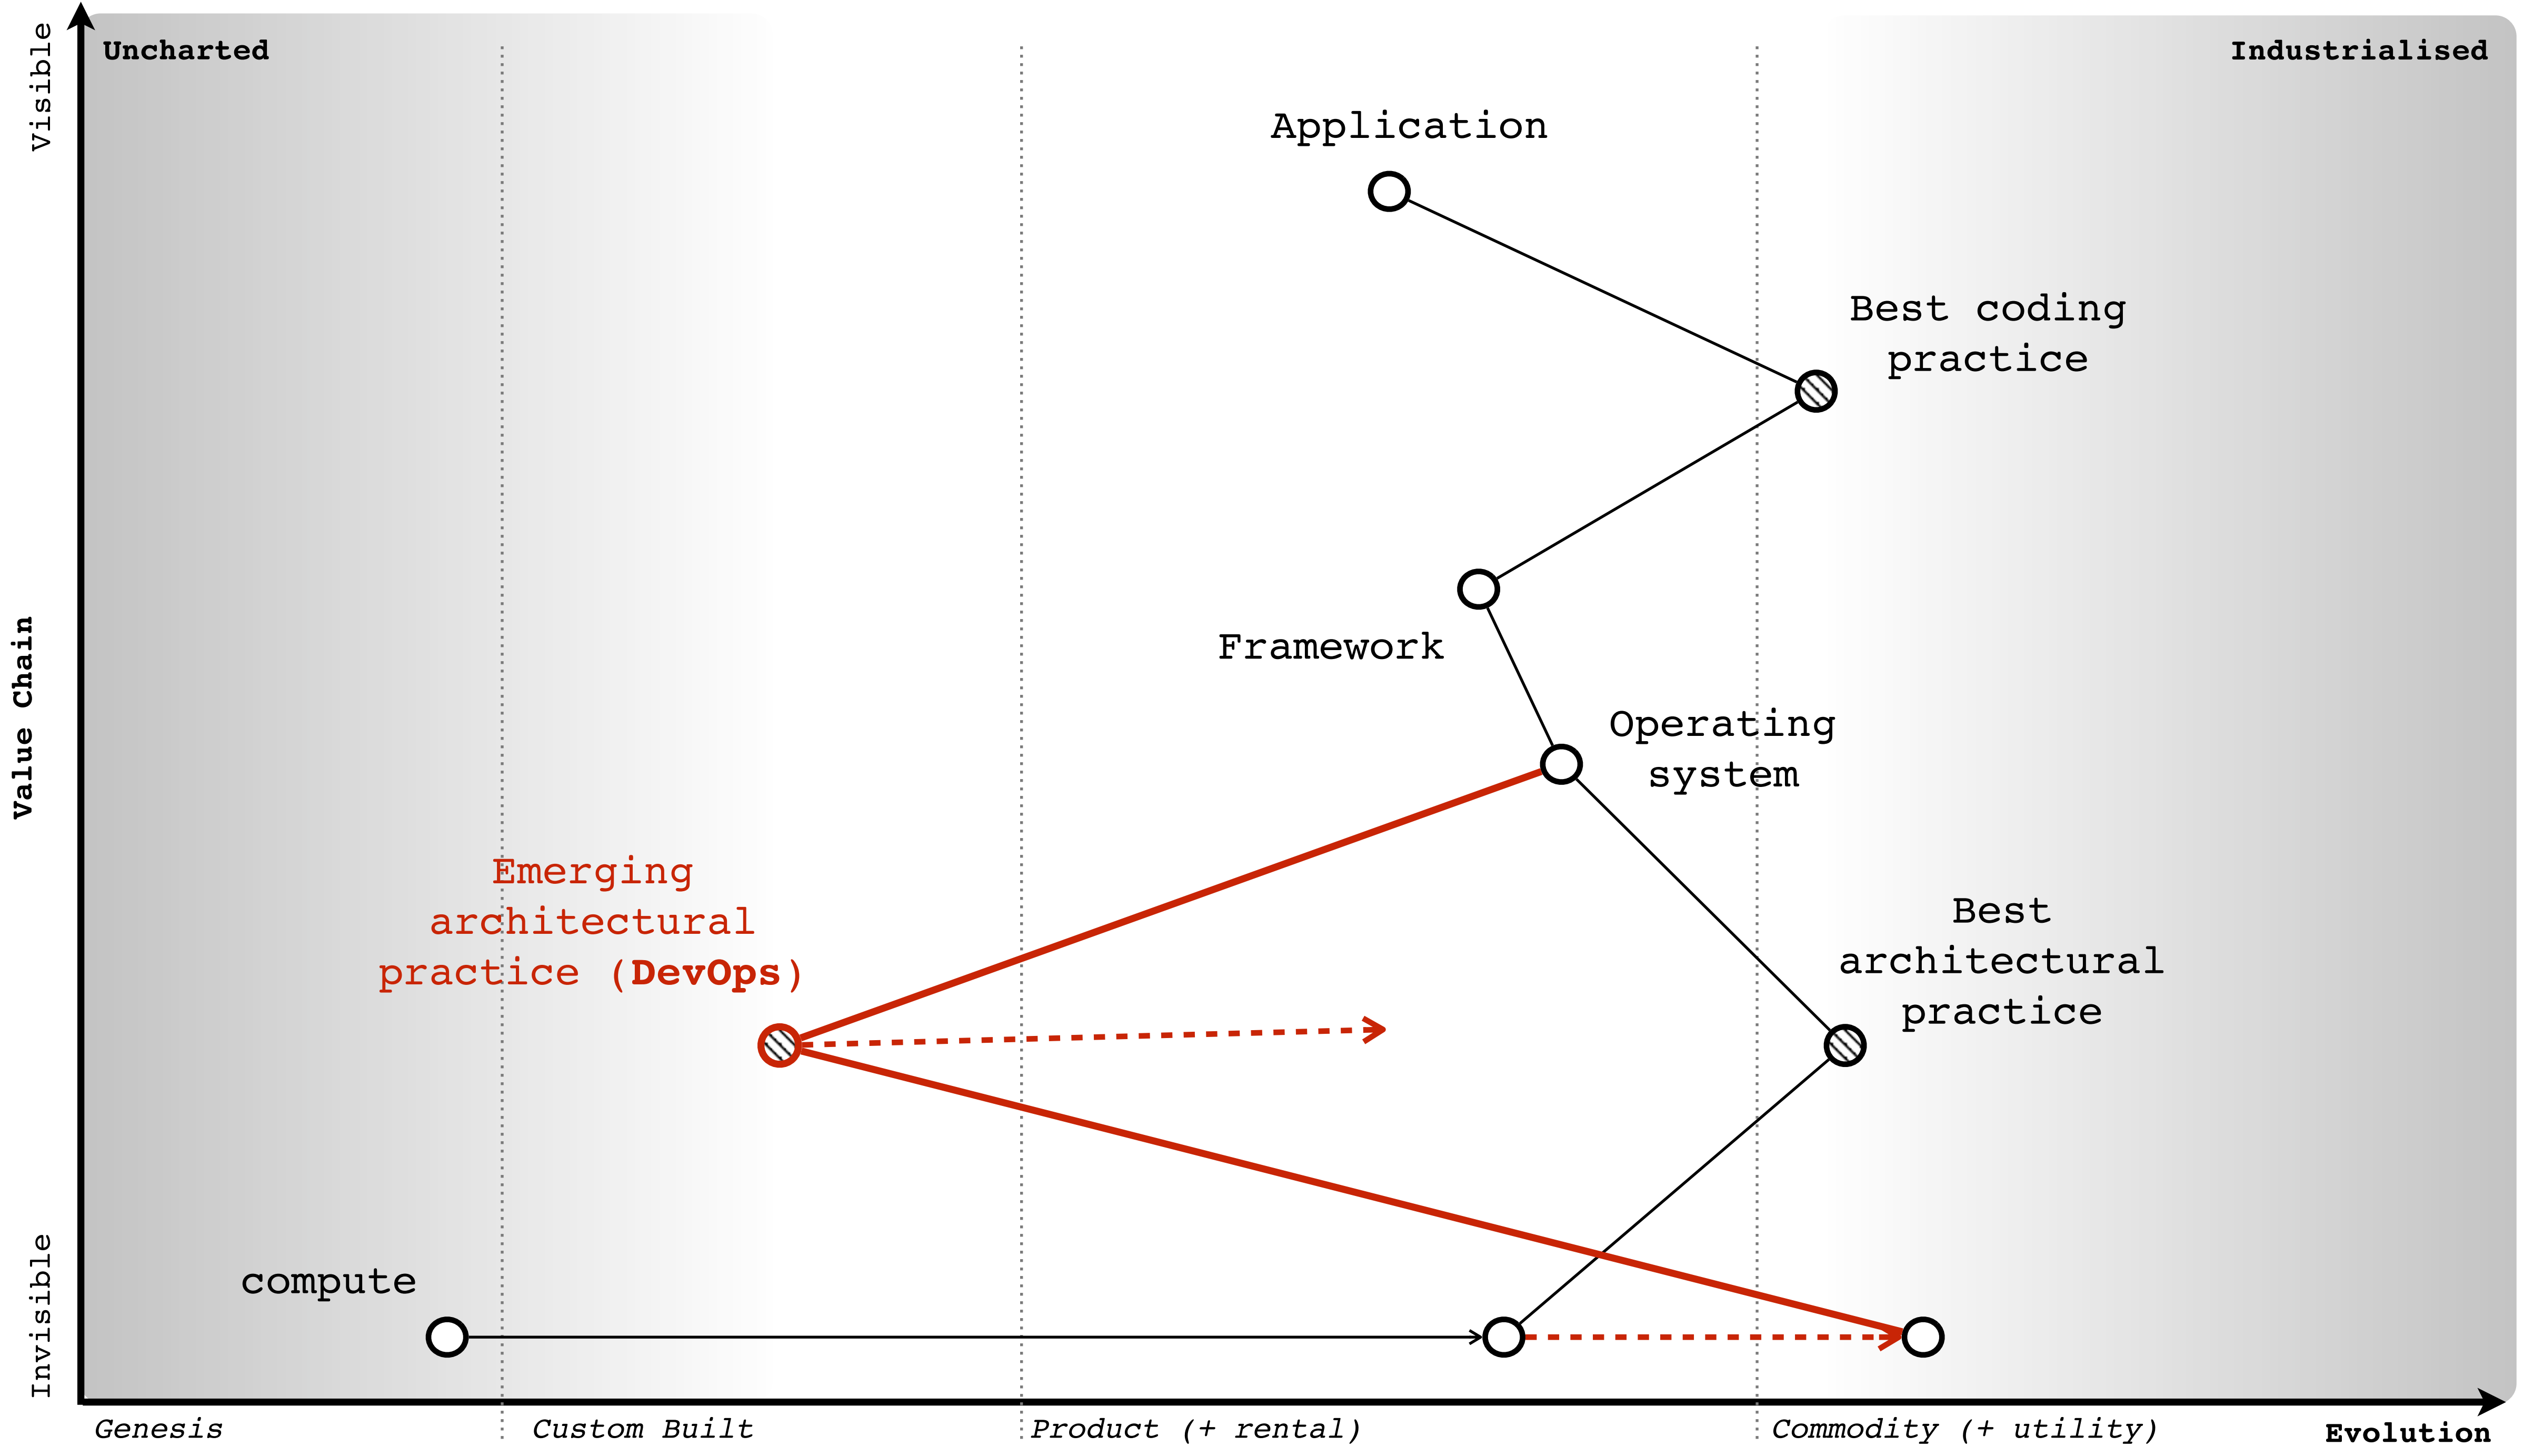 Visible
Uncharted
Industrialised
Application
Best coding
practice
Value Chain
Framework
Operating
system
Emerging
architectural
practice (DevOps)
Best
architectural
practice
Invisible
compute
Genesis
Custom Built
Product (+ rental)
Commodity (+ utility)
Evolution